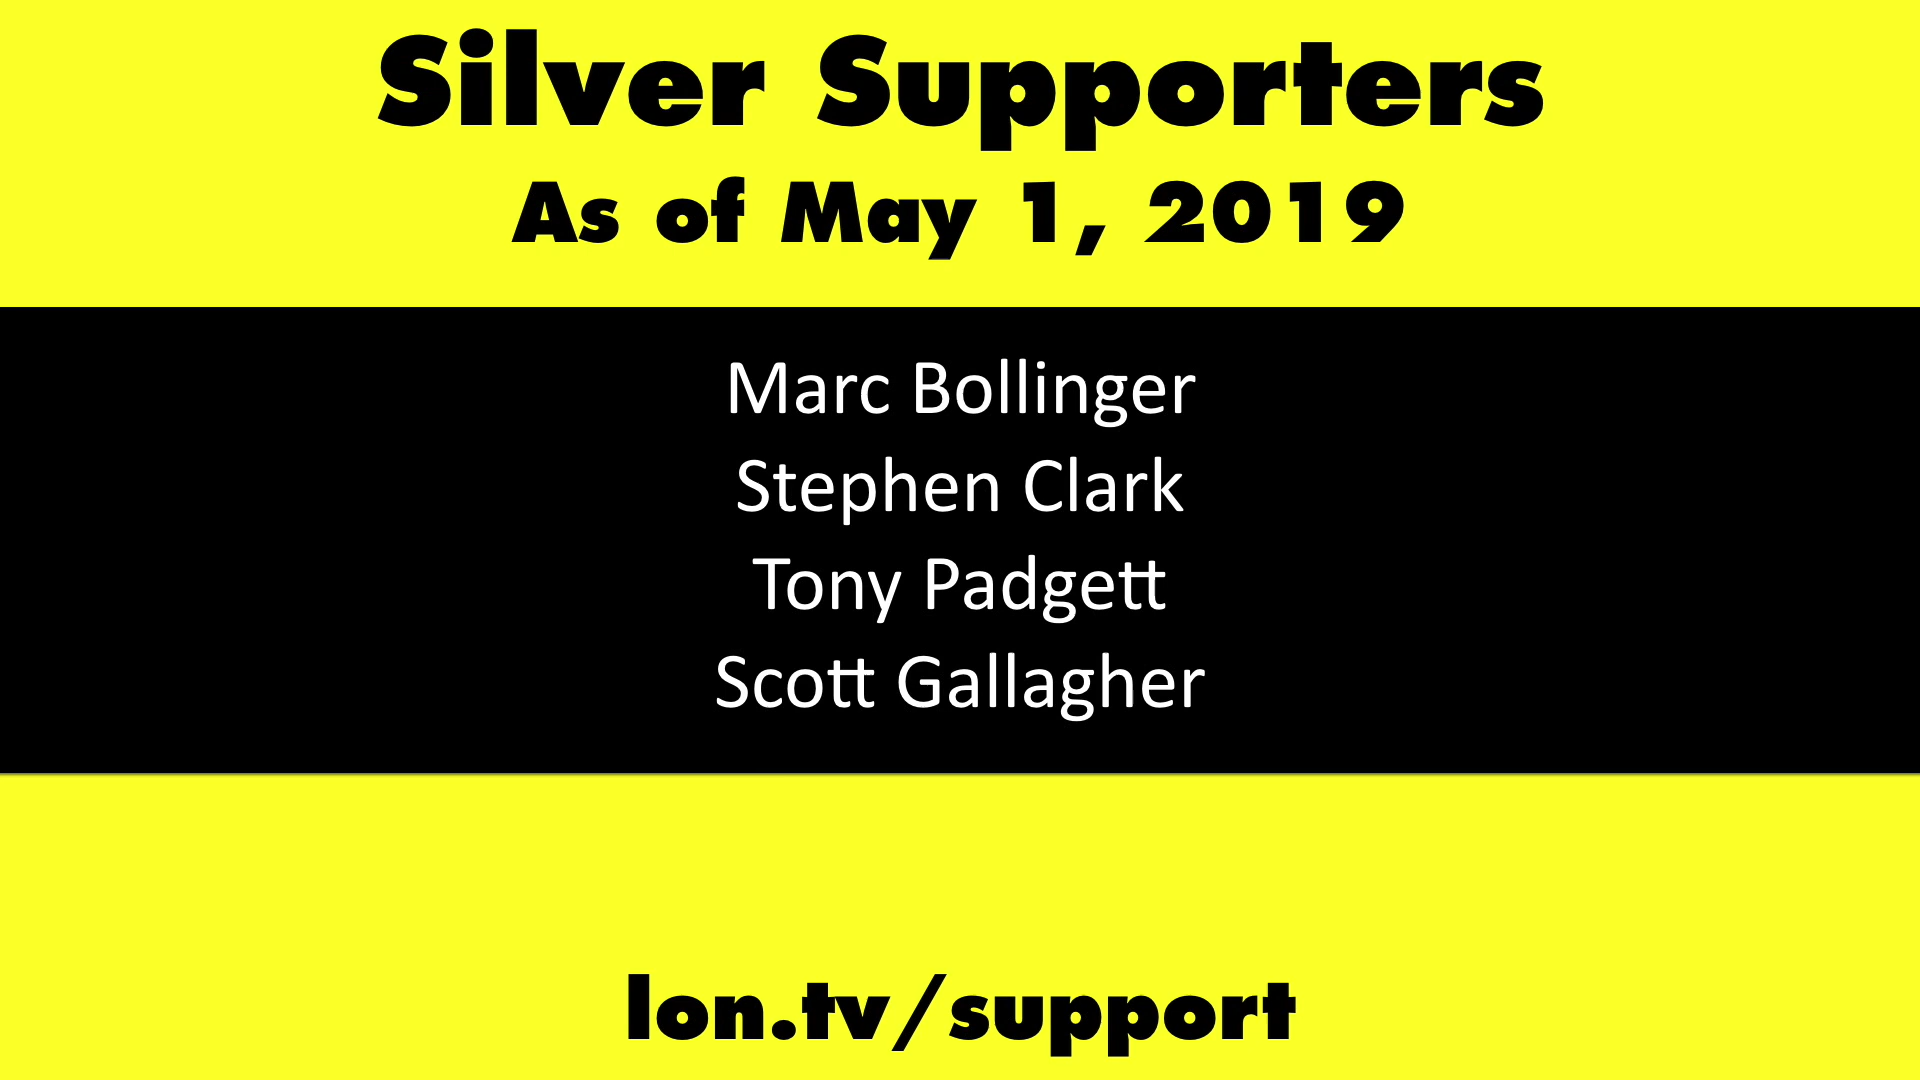 Silver Supporters
As of May 1, 2019
Marc Bollinger
Stephen Clark
Tony Padgett
Scott Gallagher
lon.tv/support